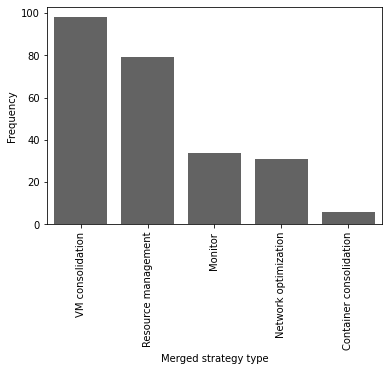 100
80
60
40
20
0
Frequency
VM consolidation
Resource management
Monitor
Network optimization
Container consolidation
Merged strategy type